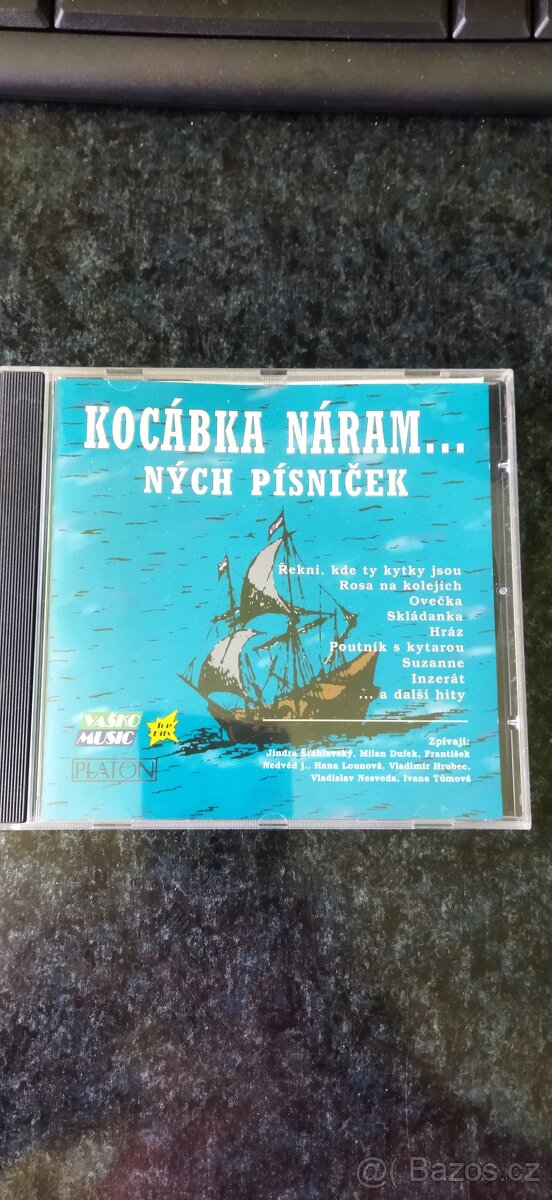 KOCÁBKA NÁRAM...
NÝCH PÍSNIČEK
Řekni, kde ty kytky jsou
Rosa na kolejích
Ovečka
Skládanka
Hráz
Poutník s kytarou
Suzanne
Inzerát
... a další hity
VAŠKO
MUSIC
TOP
HITY
PLATON
Zpívají:
Jindra Šťáhlavský, Milan Dufek, František
Nedvěd j., Hana Lounová, Vladimír Hrubec,
Vladislav Nesveda, Ivana Tůmová
@ Bazos.cz